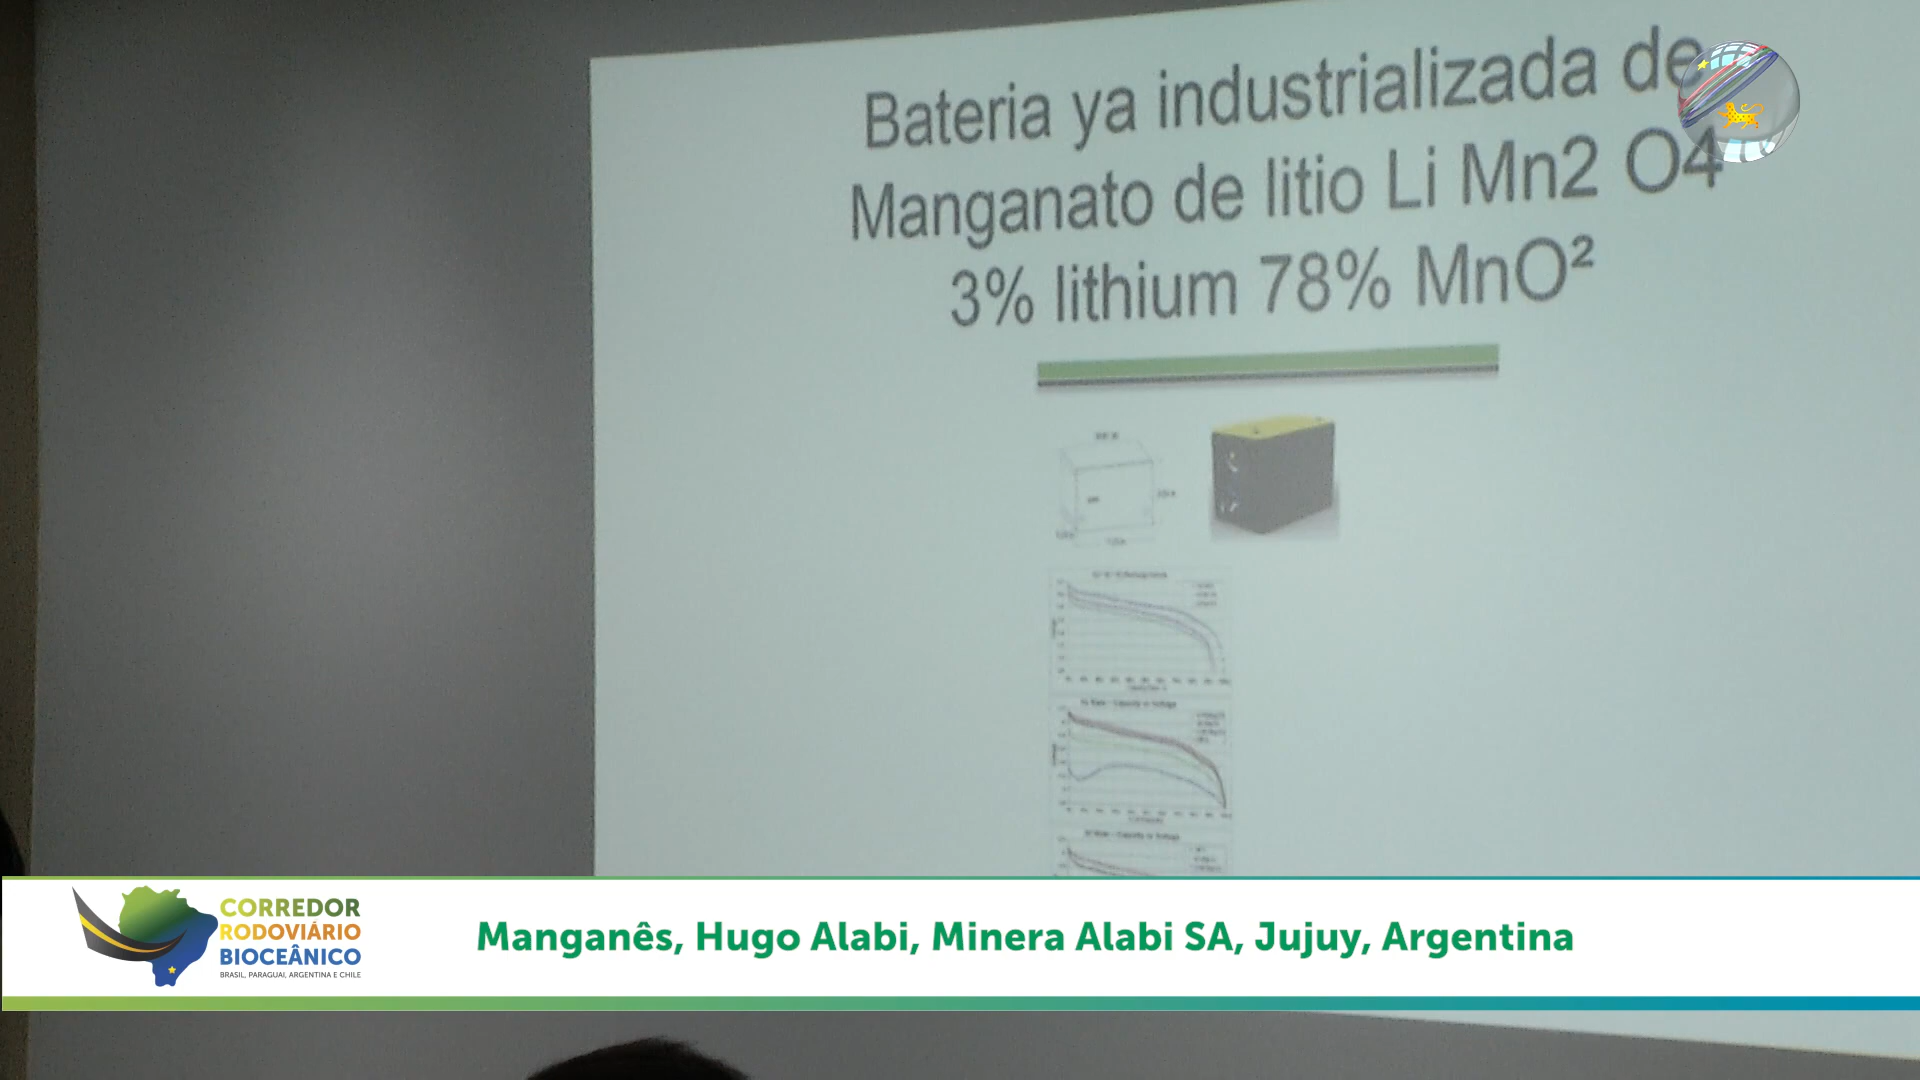 Bateria ya industrializada de
Manganato de litio Li Mn2 O4
3% lithium 78% MnO²
CORREDOR
RODOVIÁRIO
BIOCEÂNICO
BRASIL, PARAGUAI, ARGENTINA E CHILE
Manganês, Hugo Alabi, Minera Alabi SA, Jujuy, Argentina